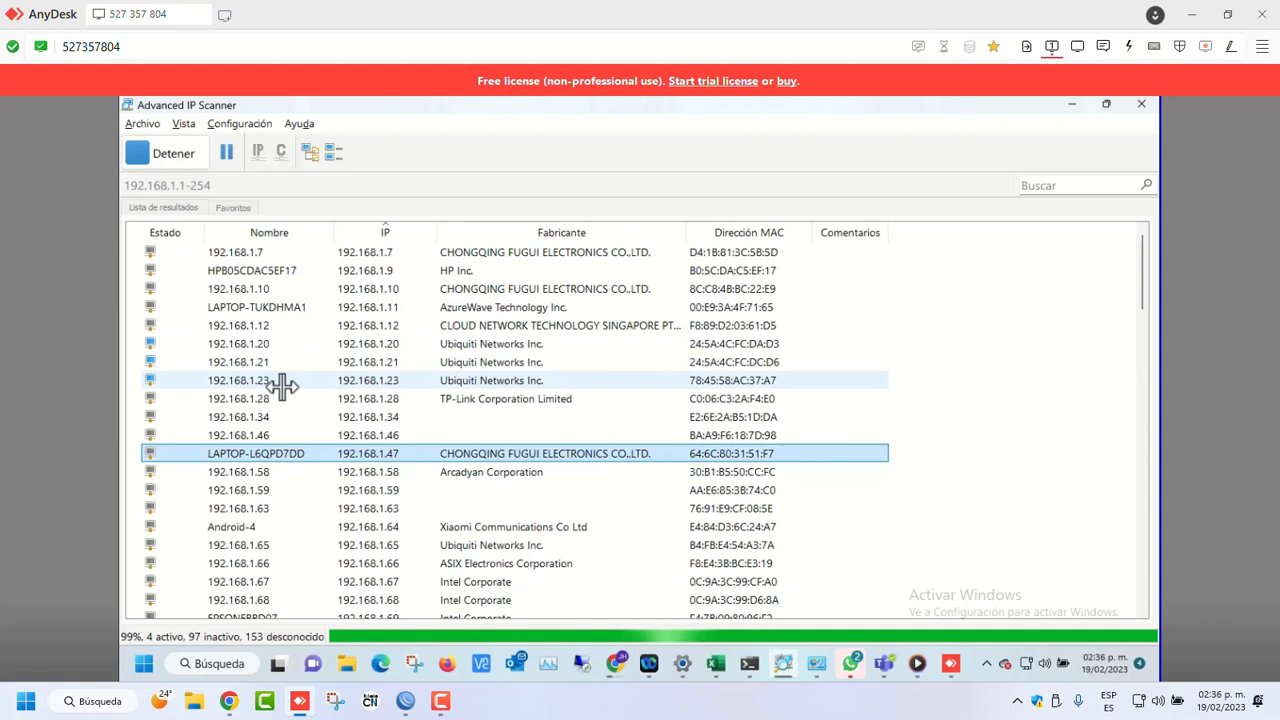 AnyDesk 527 357 804
527357804
Free license (non-professional use). Start trial license or buy.
Advanced IP Scanner
Archivo Vista Configuración Ayuda
Detener IP C
192.168.1.1-254 Buscar
Lista de resultados Favoritos
Estado Nombre IP Fabricante Dirección MAC Comentarios
192.168.1.7 192.168.1.7 CHONGQING FUGUI ELECTRONICS CO.,LTD. D4:1B:81:3C:5B:5D
HPB05CDAC5EF17 192.168.1.9 HP Inc. B0:5C:DA:C5:EF:17
192.168.1.10 192.168.1.10 CHONGQING FUGUI ELECTRONICS CO.,LTD. 8C:C8:4B:BC:22:E9
LAPTOP-TUKDHMA1 192.168.1.11 AzureWave Technology Inc. 00:E9:3A:4F:71:65
192.168.1.12 192.168.1.12 CLOUD NETWORK TECHNOLOGY SINGAPORE PT... F8:89:D2:03:61:D5
192.168.1.20 192.168.1.20 Ubiquiti Networks Inc. 24:5A:4C:FC:DA:D3
192.168.1.21 192.168.1.21 Ubiquiti Networks Inc. 24:5A:4C:FC:DC:D6
192.168.1.23 192.168.1.23 Ubiquiti Networks Inc. 78:45:58:AC:37:A7
192.168.1.28 192.168.1.28 TP-Link Corporation Limited C0:06:C3:2A:F4:E0
192.168.1.34 192.168.1.34 E2:6E:2A:B5:1D:DA
192.168.1.46 192.168.1.46 BA:A9:F6:18:7D:98
LAPTOP-L6QPD7DD 192.168.1.47 CHONGQING FUGUI ELECTRONICS CO.,LTD. 64:6C:80:31:51:F7
192.168.1.58 192.168.1.58 Arcadyan Corporation 30:B1:B5:50:CC:FC
192.168.1.59 192.168.1.59 AA:E6:85:3B:74:C0
192.168.1.63 192.168.1.63 76:91:E9:CF:08:5E
Android-4 192.168.1.64 Xiaomi Communications Co Ltd E4:84:D3:6C:24:A7
192.168.1.65 192.168.1.65 Ubiquiti Networks Inc. B4:FB:E4:54:A3:7A
192.168.1.66 192.168.1.66 ASIX Electronics Corporation F8:E4:3B:BC:E3:19
192.168.1.67 192.168.1.67 Intel Corporate 0C:9A:3C:99:CF:A0
192.168.1.68 192.168.1.68 Intel Corporate 0C:9A:3C:99:D6:8A
Activar Windows
Ve a Configuración para activar Windows.
99%, 4 activo, 97 inactivo, 153 desconocido
Búsqueda 2 02:36 p. m. 19/02/2023 4
24° Búsqueda ESP ES 02:36 p. m. 19/02/2023